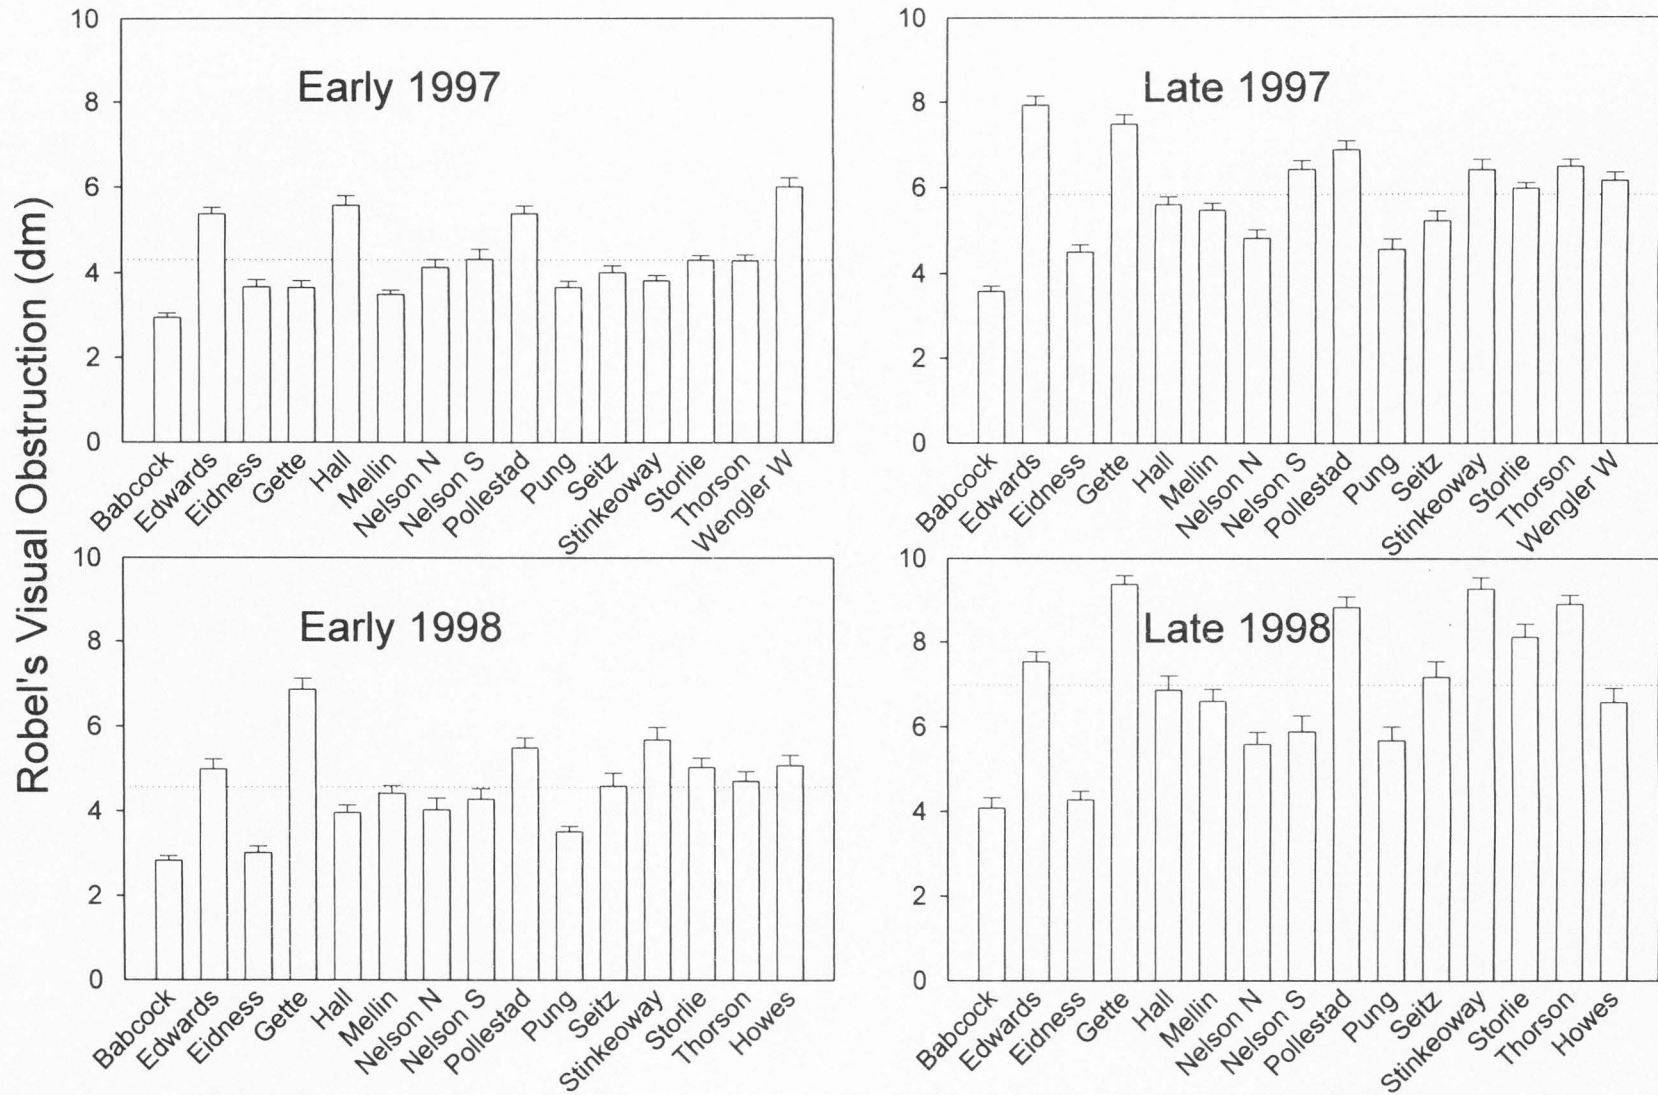 Robel's Visual Obstruction (dm)
Early 1997
10
8
6
4
2
0
Babcock
Edwards
Eidness
Gette
Hall
Mellin
Nelson N
Nelson S
Pollestad
Pung
Seitz
Stinkeoway
Storlie
Thorson
Wengler W
Late 1997
10
8
6
4
2
0
Babcock
Edwards
Eidness
Gette
Hall
Mellin
Nelson N
Nelson S
Pollestad
Pung
Seitz
Stinkeoway
Storlie
Thorson
Wengler W
Early 1998
10
8
6
4
2
0
Babcock
Edwards
Eidness
Gette
Hall
Mellin
Nelson N
Nelson S
Pollestad
Pung
Seitz
Stinkeoway
Storlie
Thorson
Howes
Late 1998
10
8
6
4
2
0
Babcock
Edwards
Eidness
Gette
Hall
Mellin
Nelson N
Nelson S
Pollestad
Pung
Seitz
Stinkeoway
Storlie
Thorson
Howes